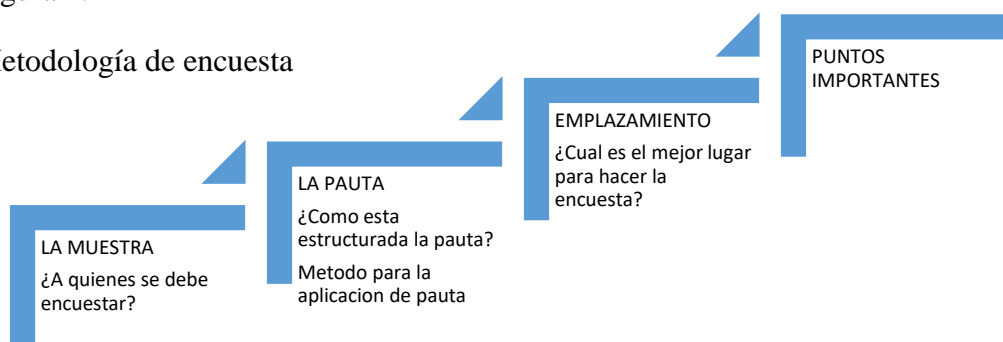 etodología de encuesta
LA MUESTRA
¿A quienes se debe
encuestar?
LA PAUTA
¿Como esta
estructurada la pauta?
Metodo para la
aplicacion de pauta
EMPLAZAMIENTO
¿Cual es el mejor lugar
para hacer la
encuesta?
PUNTOS
IMPORTANTES